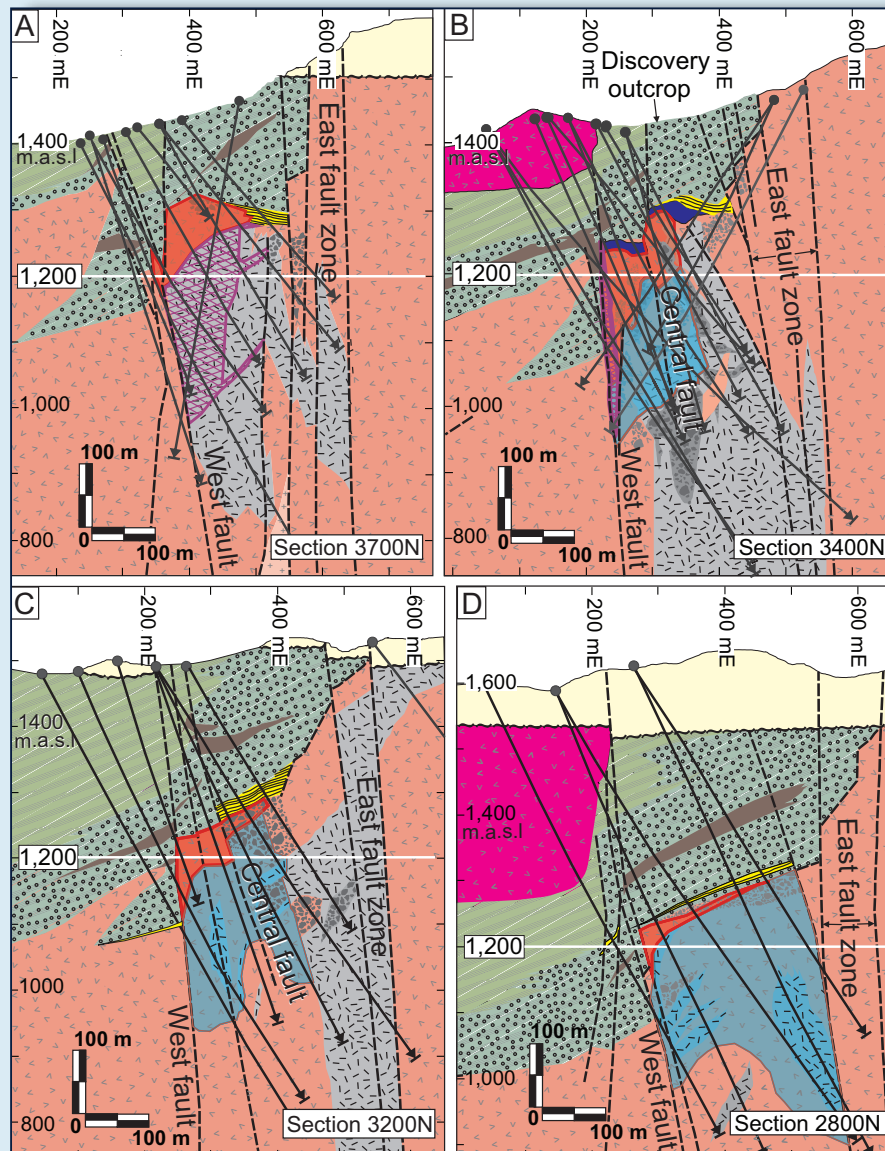 A
200
mE
400
mE
600
mE
1,400
m.a.s.l
1,200
1,000
800
East fault zone
West fault
100 m
0
100 m
Section 3700N
B
200
mE
400
mE
600
mE
Discovery
outcrop
1400
m.a.s.l
1,200
1,000
800
East fault zone
Central fault
West fault
100 m
0
100 m
Section 3400N
C
200
mE
400
mE
600
mE
1400
m.a.s.l
1,200
1000
800
Central fault
East fault zone
West fault
100 m
0
100 m
Section 3200N
D
200
mE
400
mE
600
mE
1,600
1,400
m.a.s.l
1,200
1,000
East fault zone
West fault
100 m
0
100 m
Section 2800N